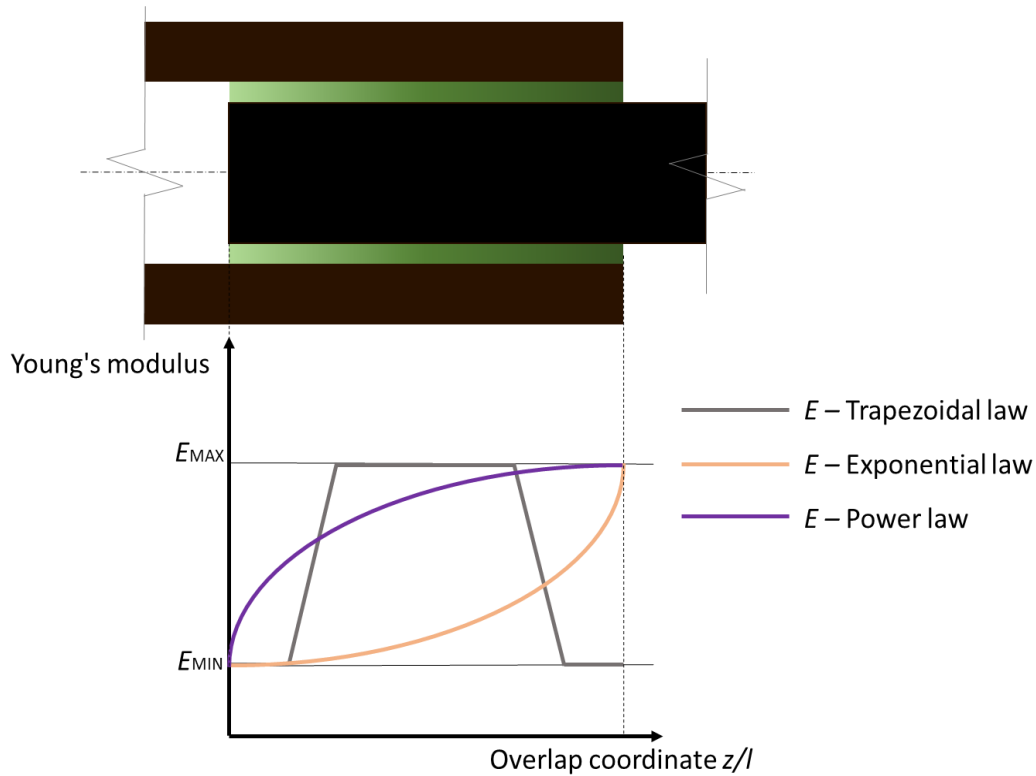 Young's modulus
E – Trapezoidal law
EMAX
E – Exponential law
E – Power law
EMIN
Overlap coordinate z/l